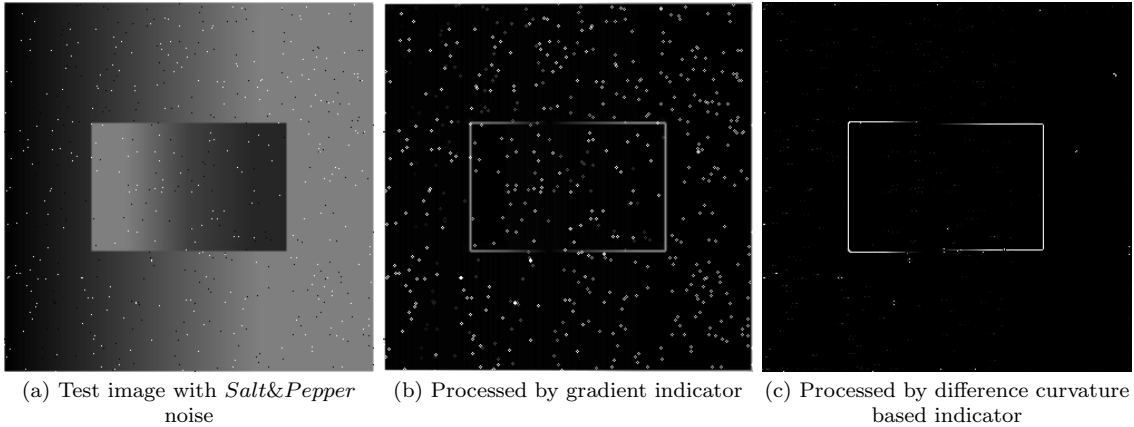 (a) Test image with Salt&Pepper
noise
(b) Processed by gradient indicator
(c) Processed by difference curvature
based indicator